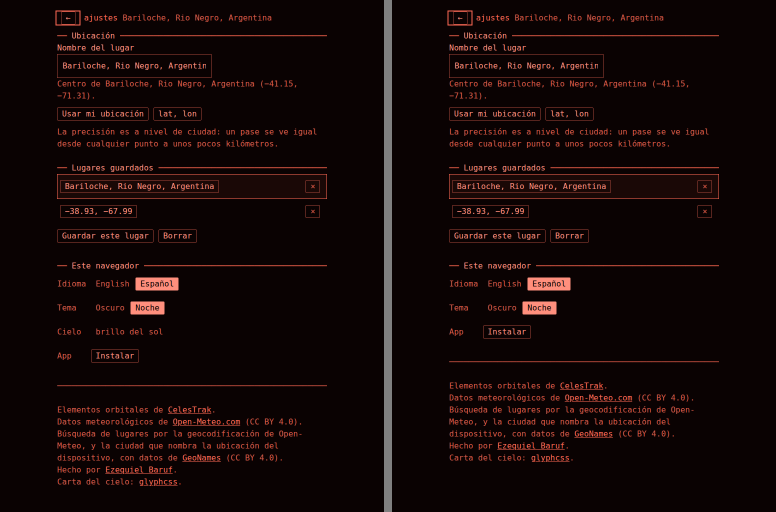 ← ajustes Bariloche, Río Negro, Argentina
Ubicación
Nombre del lugar
Bariloche, Río Negro, Argentin
Centro de Bariloche, Río Negro, Argentina (−41.15,
−71.31).
Usar mi ubicación lat, lon
La precisión es a nivel de ciudad: un pase se ve igual
desde cualquier punto a unos pocos kilómetros.
Lugares guardados
Bariloche, Río Negro, Argentina ×
−38.93, −67.99 ×
Guardar este lugar Borrar
Este navegador
Idioma English Español
Tema Oscuro Noche
Cielo brillo del sol
App Instalar
Elementos orbitales de CelesTrak.
Datos meteorológicos de Open-Meteo.com (CC BY 4.0).
Búsqueda de lugares por la geocodificación de Open-
Meteo, y la ciudad que nombra la ubicación del
dispositivo, con datos de GeoNames (CC BY 4.0).
Hecho por Ezequiel Baruf.
Carta del cielo: glyphcss.
← ajustes Bariloche, Río Negro, Argentina
Ubicación
Nombre del lugar
Bariloche, Río Negro, Argentin
Centro de Bariloche, Río Negro, Argentina (−41.15,
−71.31).
Usar mi ubicación lat, lon
La precisión es a nivel de ciudad: un pase se ve igual
desde cualquier punto a unos pocos kilómetros.
Lugares guardados
Bariloche, Río Negro, Argentina ×
−38.93, −67.99 ×
Guardar este lugar Borrar
Este navegador
Idioma English Español
Tema Oscuro Noche
App Instalar
Elementos orbitales de CelesTrak.
Datos meteorológicos de Open-Meteo.com (CC BY 4.0).
Búsqueda de lugares por la geocodificación de Open-
Meteo, y la ciudad que nombra la ubicación del
dispositivo, con datos de GeoNames (CC BY 4.0).
Hecho por Ezequiel Baruf.
Carta del cielo: glyphcss.